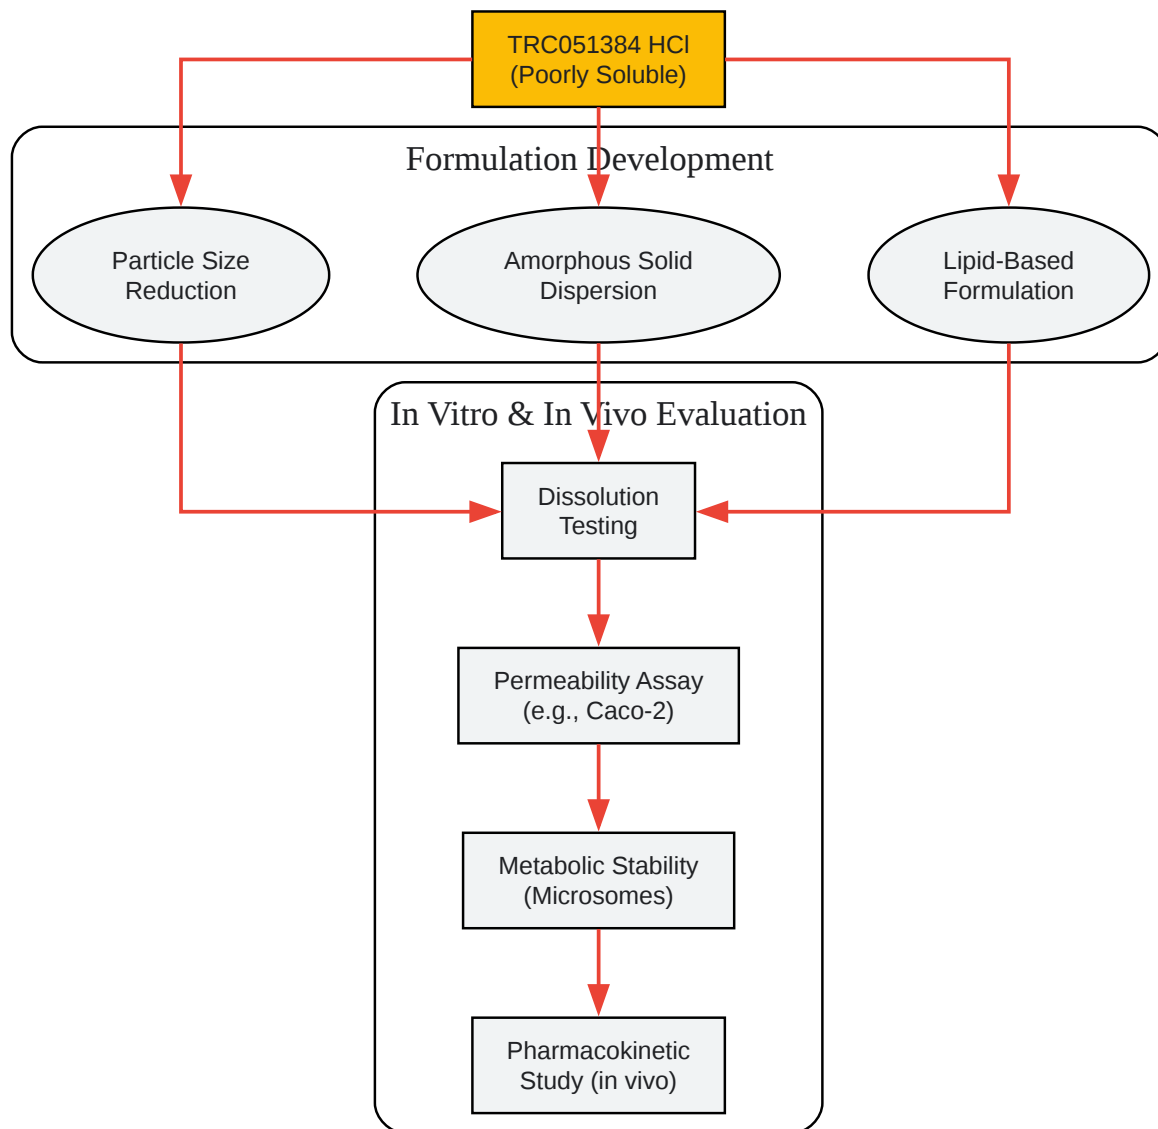 TRC051384 HCl
(Poorly Soluble)
Formulation Development
Particle Size
Reduction
Amorphous Solid
Dispersion
Lipid-Based
Formulation
In Vitro & In Vivo Evaluation
Dissolution
Testing
Permeability Assay
(e.g., Caco-2)
Metabolic Stability
(Microsomes)
Pharmacokinetic
Study (in vivo)